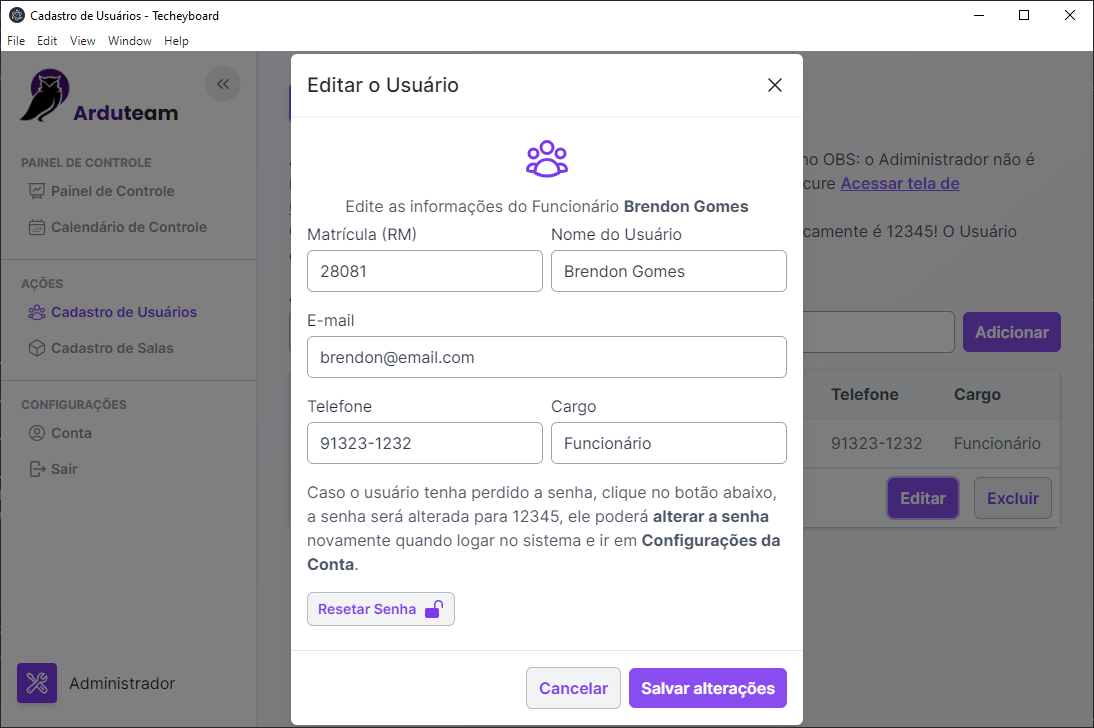 Cadastro de Usuários - Techeyboard
File Edit View Window Help
Arduteam
PAINEL DE CONTROLE
Painel de Controle
Calendário de Controle
AÇÕES
Cadastro de Usuários
Cadastro de Salas
CONFIGURAÇÕES
Conta
Sair
Administrador
Editar o Usuário
Edite as informações do Funcionário Brendon Gomes
Matrícula (RM) Nome do Usuário
28081 Brendon Gomes
E-mail
brendon@email.com
Telefone Cargo
91323-1232 Funcionário
Caso o usuário tenha perdido a senha, clique no botão abaixo,
a senha será alterada para 12345, ele poderá alterar a senha
novamente quando logar no sistema e ir em Configurações da
Conta.
Resetar Senha
Cancelar Salvar alterações
OBS: o Adiministrador não é
Acessar tela de
é 12345! O Usuário
Adicionar
Telefone Cargo
91323-1232 Funcionário
Editar Excluir